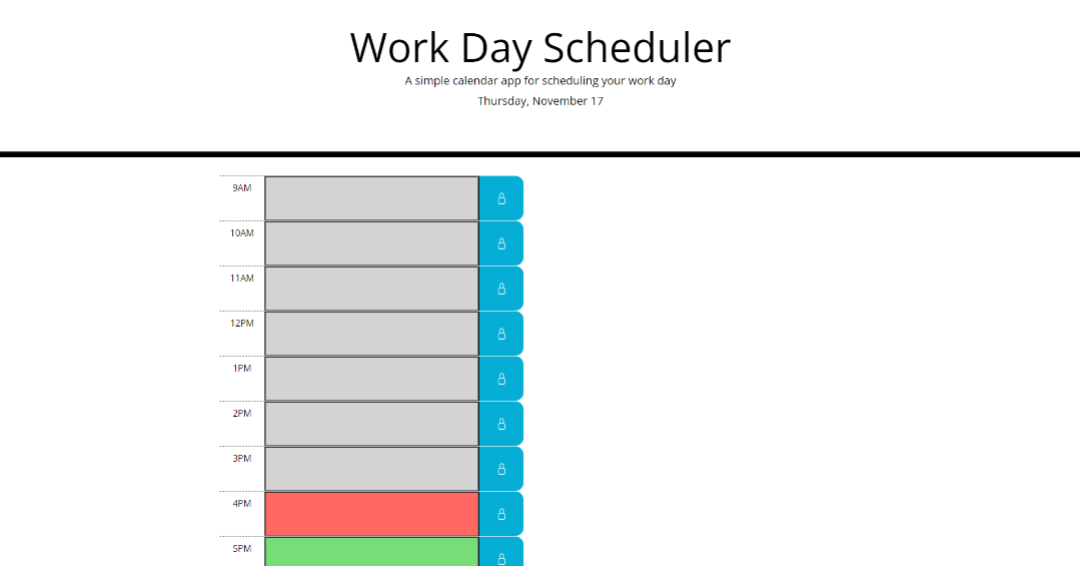 Work Day Scheduler
A simple calendar app for scheduling your work day
Thursday, November 17
9AM
10AM
11AM
12PM
1PM
2PM
3PM
4PM
5PM